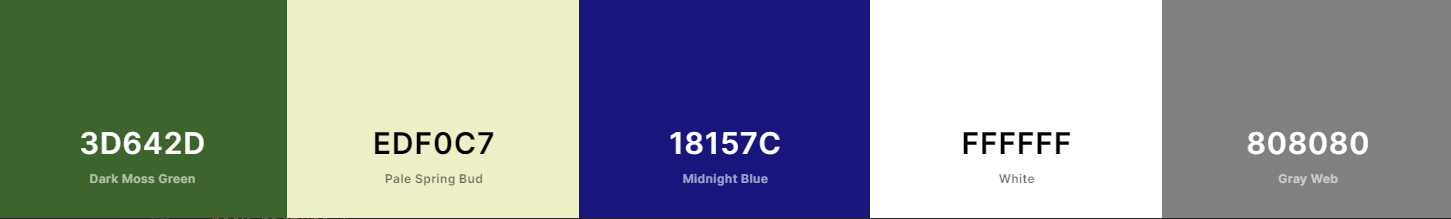 3D642D
Dark Moss Green
EDF0C7
Pale Spring Bud
18157C
Midnight Blue
FFFFFF
White
808080
Gray Web